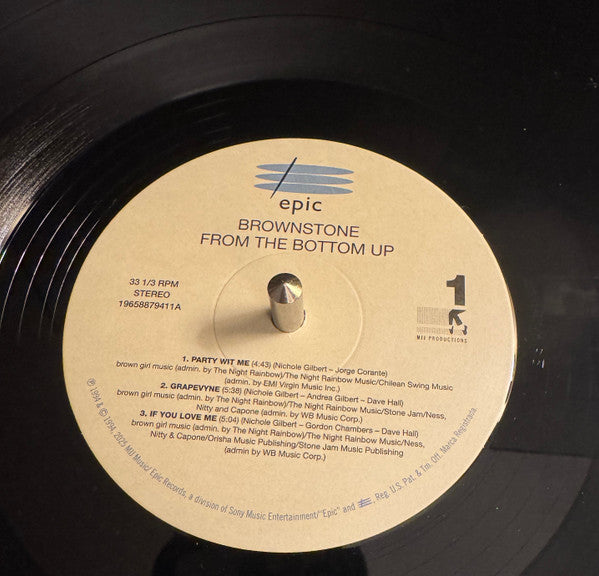 epic
BROWNSTONE
FROM THE BOTTOM UP
33 1/3 RPM
STEREO
19658879411A
1
MJJ PRODUCTIONS
1. PARTY WIT ME (4:43) (Nichole Gilbert – Jorge Corante)
brown girl music (admin. by The Night Rainbow)/The Night Rainbow Music/Chilean Swing Music
(admin. by EMI Virgin Music Inc.)
2. GRAPEVYNE (5:38) (Nichole Gilbert – Andrea Gilbert – Dave Hall)
brown girl music (admin. by The Night Rainbow)/The Night Rainbow Music/Stone Jam/Ness,
Nitty and Capone (admin. by WB Music Corp.)
3. IF YOU LOVE ME (5:04) (Nichole Gilbert – Gordon Chambers – Dave Hall)
brown girl music (admin. by The Night Rainbow)/The Night Rainbow Music/Ness,
Nitty & Capone/Orisha Music Publishing/Stone Jam Music Publishing
(admin by WB Music Corp.)
℗ 1994 & © 1994, 2025 MJJ Music/ Epic Records, a division of Sony Music Entertainment/"Epic" and , Reg. U.S. Pat. & Tm. Off. Marca Registrada